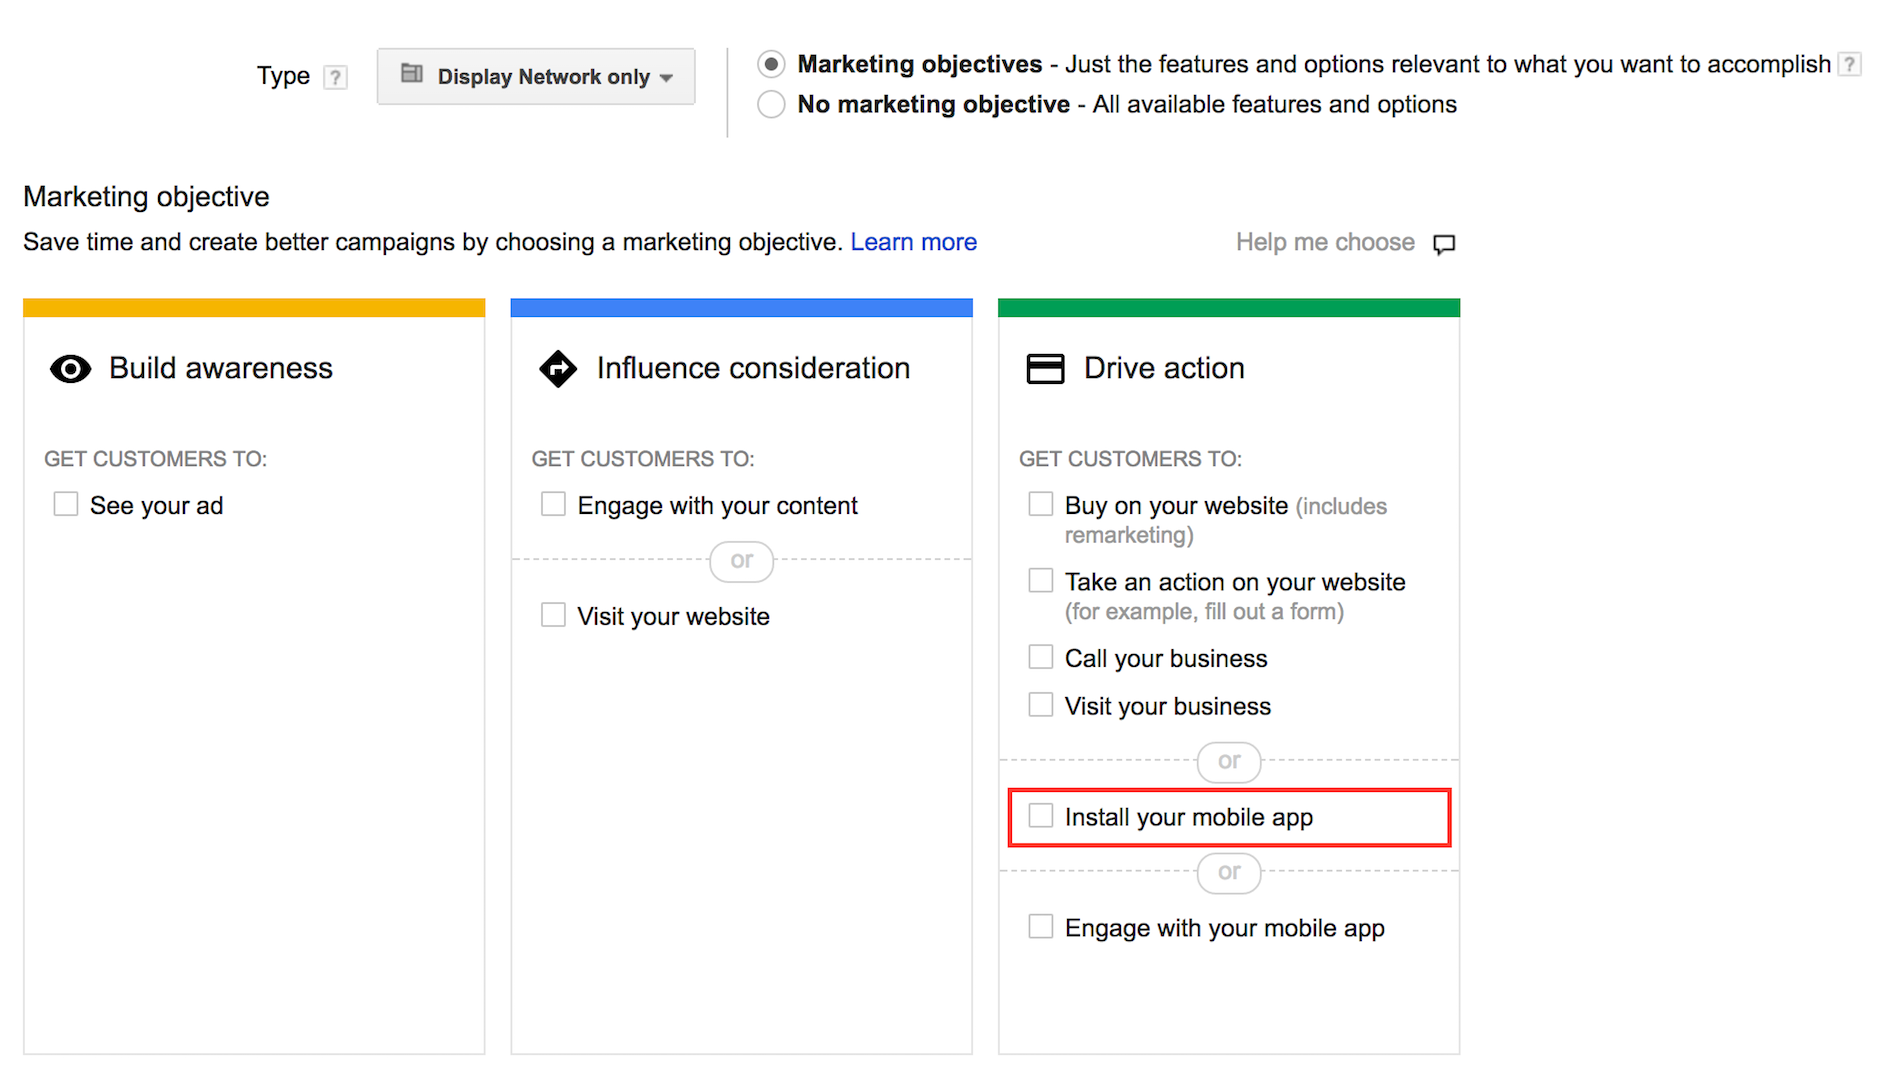 Type ?
Display Network only
Marketing objectives - Just the features and options relevant to what you want to accomplish ?
No marketing objective - All available features and options
Marketing objective
Save time and create better campaigns by choosing a marketing objective. Learn more
Help me choose
Build awareness
GET CUSTOMERS TO:
See your ad
Influence consideration
GET CUSTOMERS TO:
Engage with your content
or
Visit your website
Drive action
GET CUSTOMERS TO:
Buy on your website (includes
remarketing)
Take an action on your website
(for example, fill out a form)
Call your business
Visit your business
or
Install your mobile app
or
Engage with your mobile app